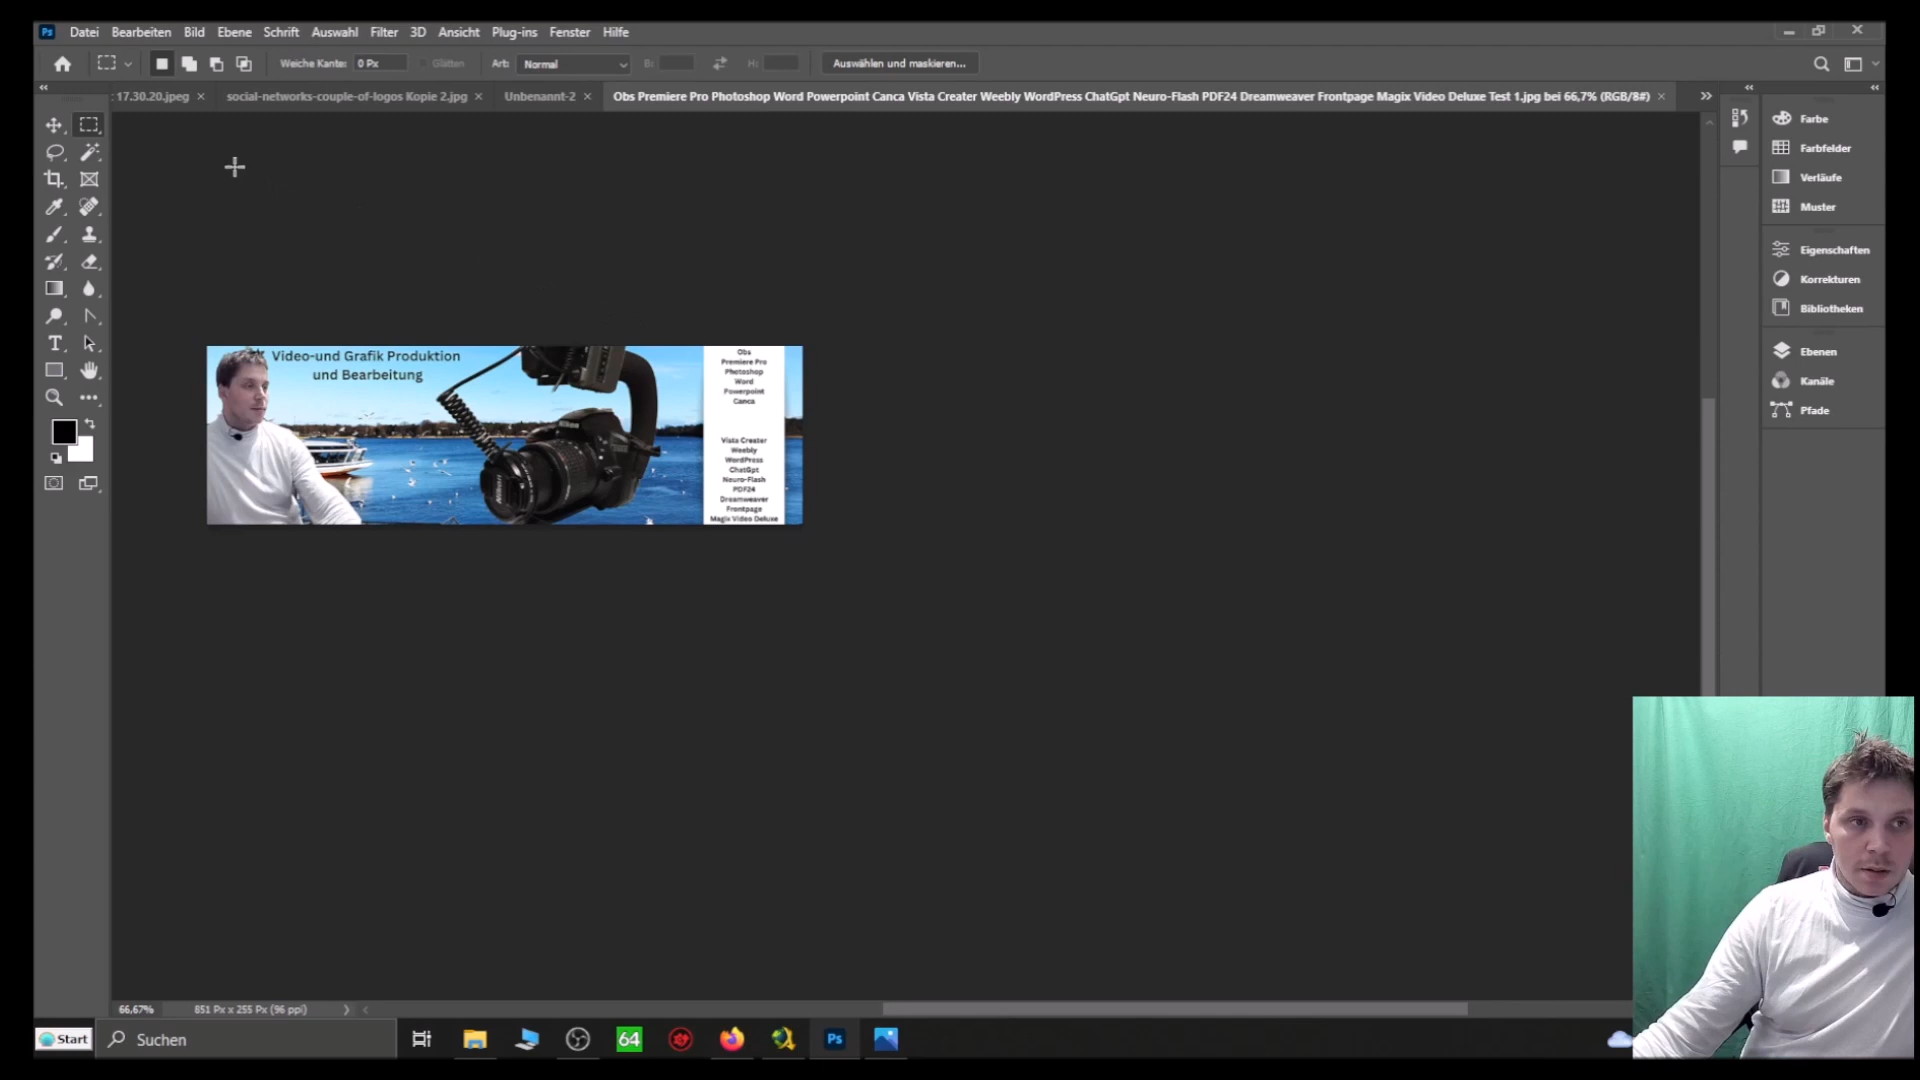 Ps Datei Bearbeiten Bild Ebene Schrift Auswahl Filter 3D Ansicht Plug-ins Fenster Hilfe
Weiche Kante: 0 Px Glätten Art: Normal B: H: Auswählen und maskieren...
17.30.20.jpeg × social-networks-couple-of-logos Kopie 2.jpg × Unbenannt-2 × Obs Premiere Pro Photoshop Word Powerpoint Canca Vista Creater Weebly WordPress ChatGpt Neuro-Flash PDF24 Dreamweaver Frontpage Magix Video Deluxe Test 1.jpg bei 66,7% (RGB/8#) ×
Farbe
Farbfelder
Verläufe
Muster
Eigenschaften
Korrekturen
Bibliotheken
Ebenen
Kanäle
Pfade
Video-und Grafik Produktion
und Bearbeitung
Obs
Premiere Pro
Photoshop
Word
Powerpoint
Canca
Vista Creater
Weebly
WordPress
ChatGpt
Neuro-Flash
PDF24
Dreamweaver
Frontpage
Magix Video Deluxe
Nikon
66,67% 851 Px x 255 Px (96 ppi)
Start Suchen 64 Ps